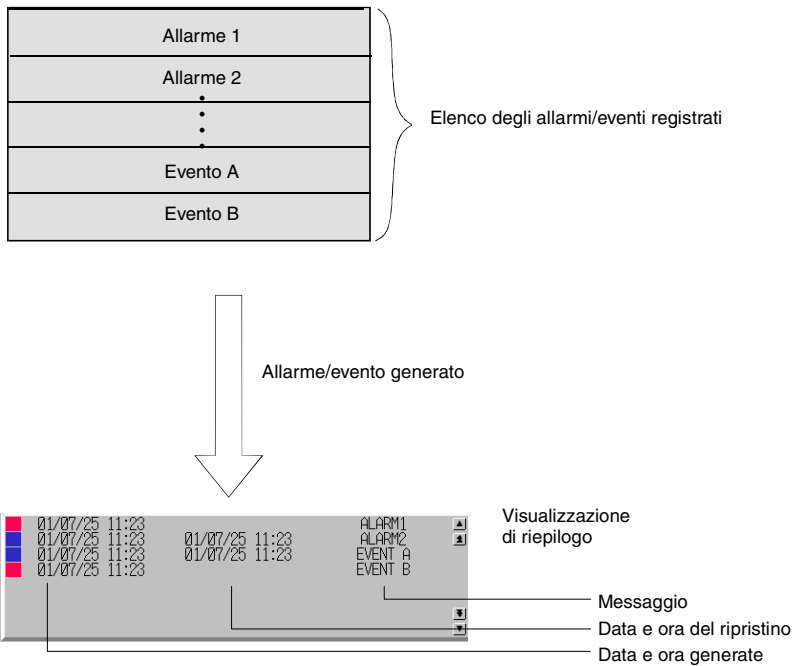 Allarme 1
Allarme 2
Elenco degli allarmi/eventi registrati
Evento A
Evento B
Allarme/evento generato
01/07/25 11:23 ALARM1
01/07/25 11:23 01/07/25 11:23 ALARM2
01/07/25 11:23 01/07/25 11:23 EVENT A
01/07/25 11:23 EVENT B
Visualizzazione
di riepilogo
Messaggio
Data e ora del ripristino
Data e ora generate